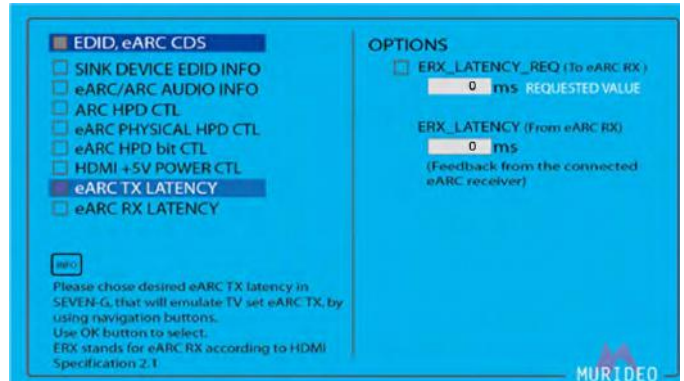 EDID, eARC CDS
SINK DEVICE EDID INFO
eARC/ARC AUDIO INFO
ARC HPD CTL
eARC PHYSICAL HPD CTL
eARC HPD bit CTL
HDMI +5V POWER CTL
eARC TX LATENCY
eARC RX LATENCY
INFO
Please chose desired eARC TX latency in
SEVEN-G, that will emulate TV set eARC TX, by
using navigation buttons.
Use OK button to select.
ERX stands for eARC RX according to HDMI
Specification 2.1
OPTIONS
ERX_LATENCY_REQ (To eARC RX )
0 ms REQUESTED VALUE
ERX_LATENCY (From eARC RX)
0 ms
(Feedback from the connected
eARC receiver)
MURIDEO